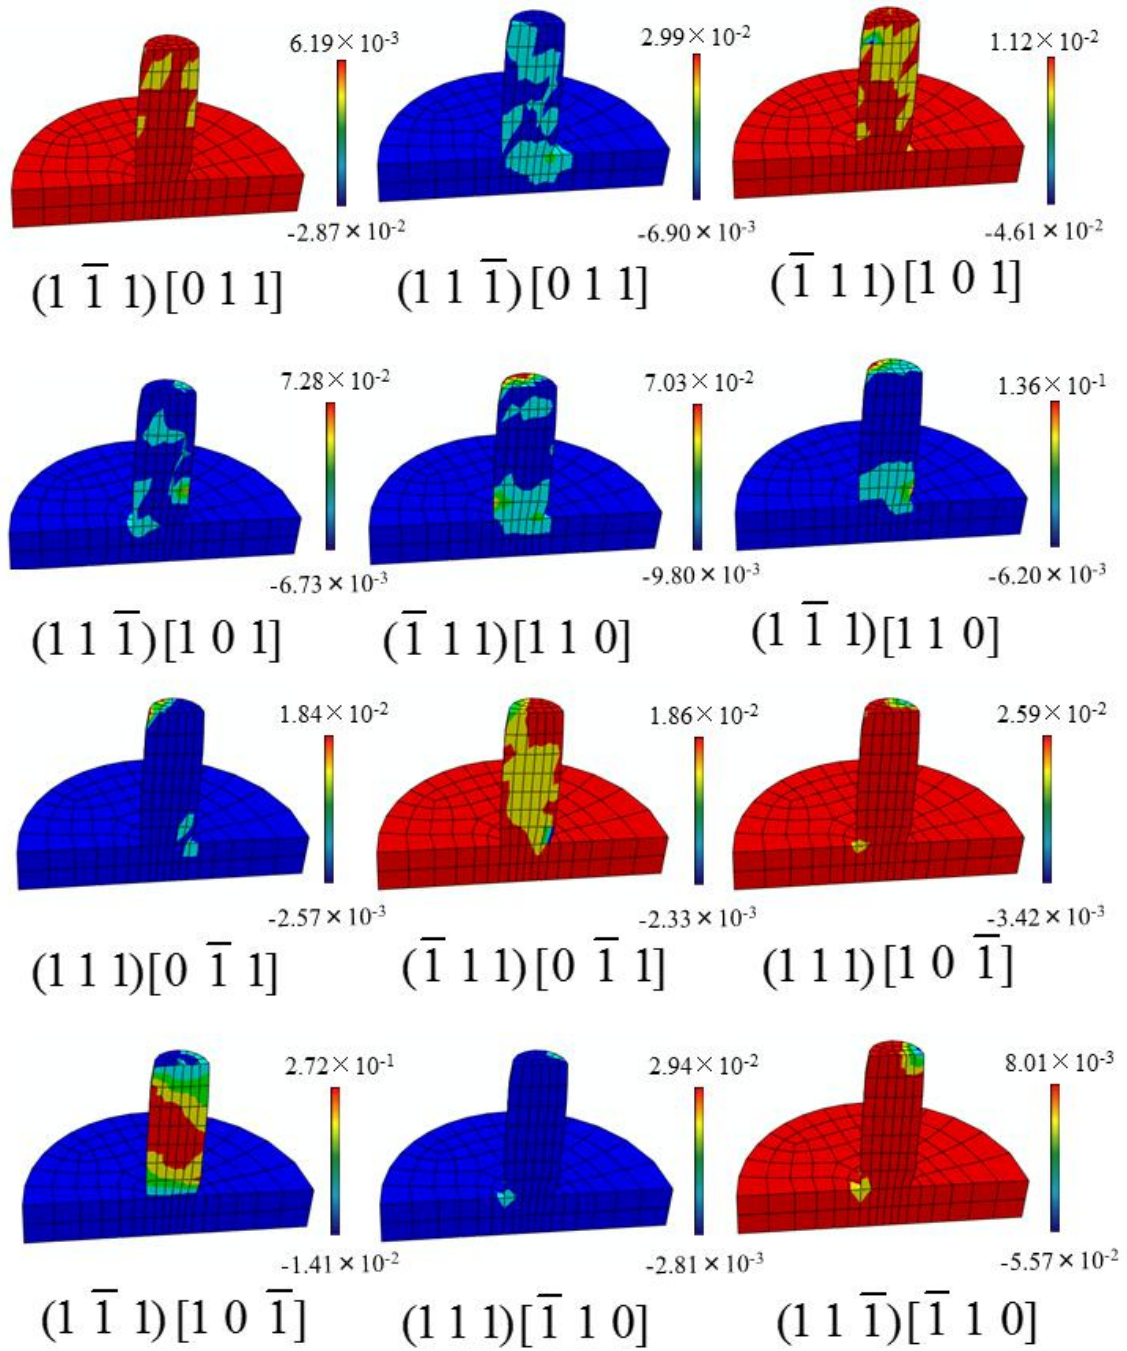 6.19×10⁻³ 2.99×10⁻² 1.12×10⁻²
-2.87×10⁻² -6.90×10⁻³ -4.61×10⁻²
(1 1̅ 1)[0 1 1] (1 1 1̅)[0 1 1] (1̅ 1 1)[1 0 1]
7.28×10⁻² 7.03×10⁻² 1.36×10⁻¹
-6.73×10⁻³ -9.80×10⁻³ -6.20×10⁻³
(1 1 1̅)[1 0 1] (1̅ 1 1)[1 1 0] (1 1̅ 1)[1 1 0]
1.84×10⁻² 1.86×10⁻² 2.59×10⁻²
-2.57×10⁻³ -2.33×10⁻³ -3.42×10⁻³
(1 1 1)[0 1̅ 1] (1̅ 1 1)[0 1̅ 1] (1 1 1)[1 0 1̅]
2.72×10⁻¹ 2.94×10⁻² 8.01×10⁻³
-1.41×10⁻² -2.81×10⁻³ -5.57×10⁻²
(1 1̅ 1)[1 0 1̅] (1 1 1)[1̅ 1 0] (1 1 1̅)[1̅ 1 0]